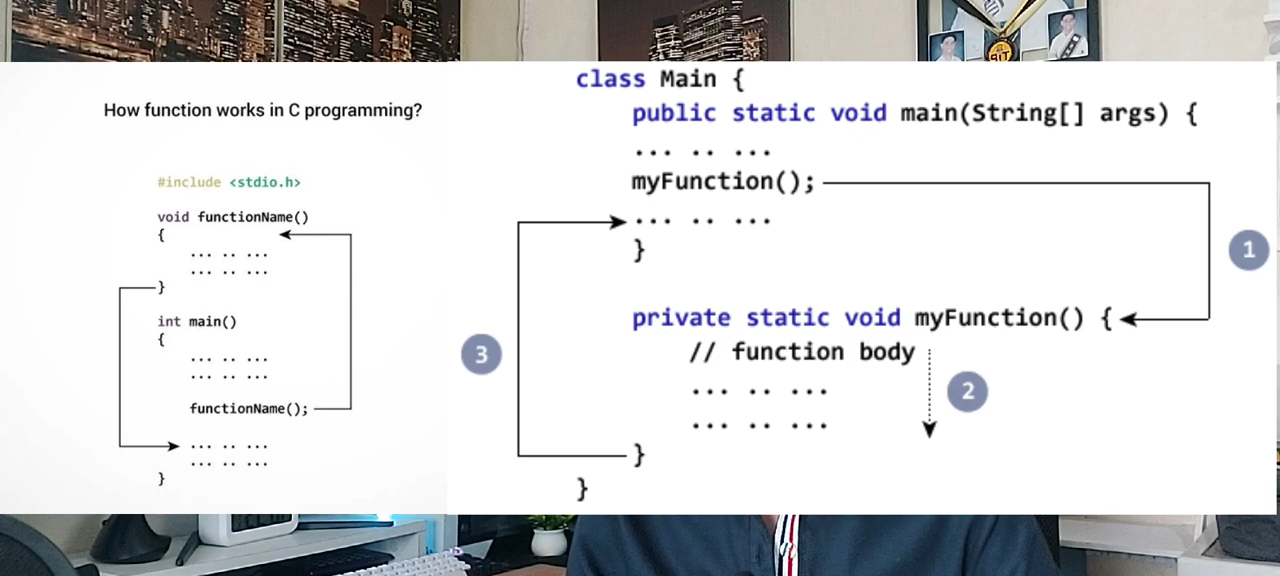 How function works in C programming?
#include <stdio.h>
void functionName()
{
... .. ...
... .. ...
}
int main()
{
... .. ...
... .. ...
functionName();
... .. ...
... .. ...
}
class Main {
public static void main(String[] args) {
... .. ...
myFunction();
... .. ...
}
1
private static void myFunction() {
// function body
... .. ...
2
... .. ...
3
}
}